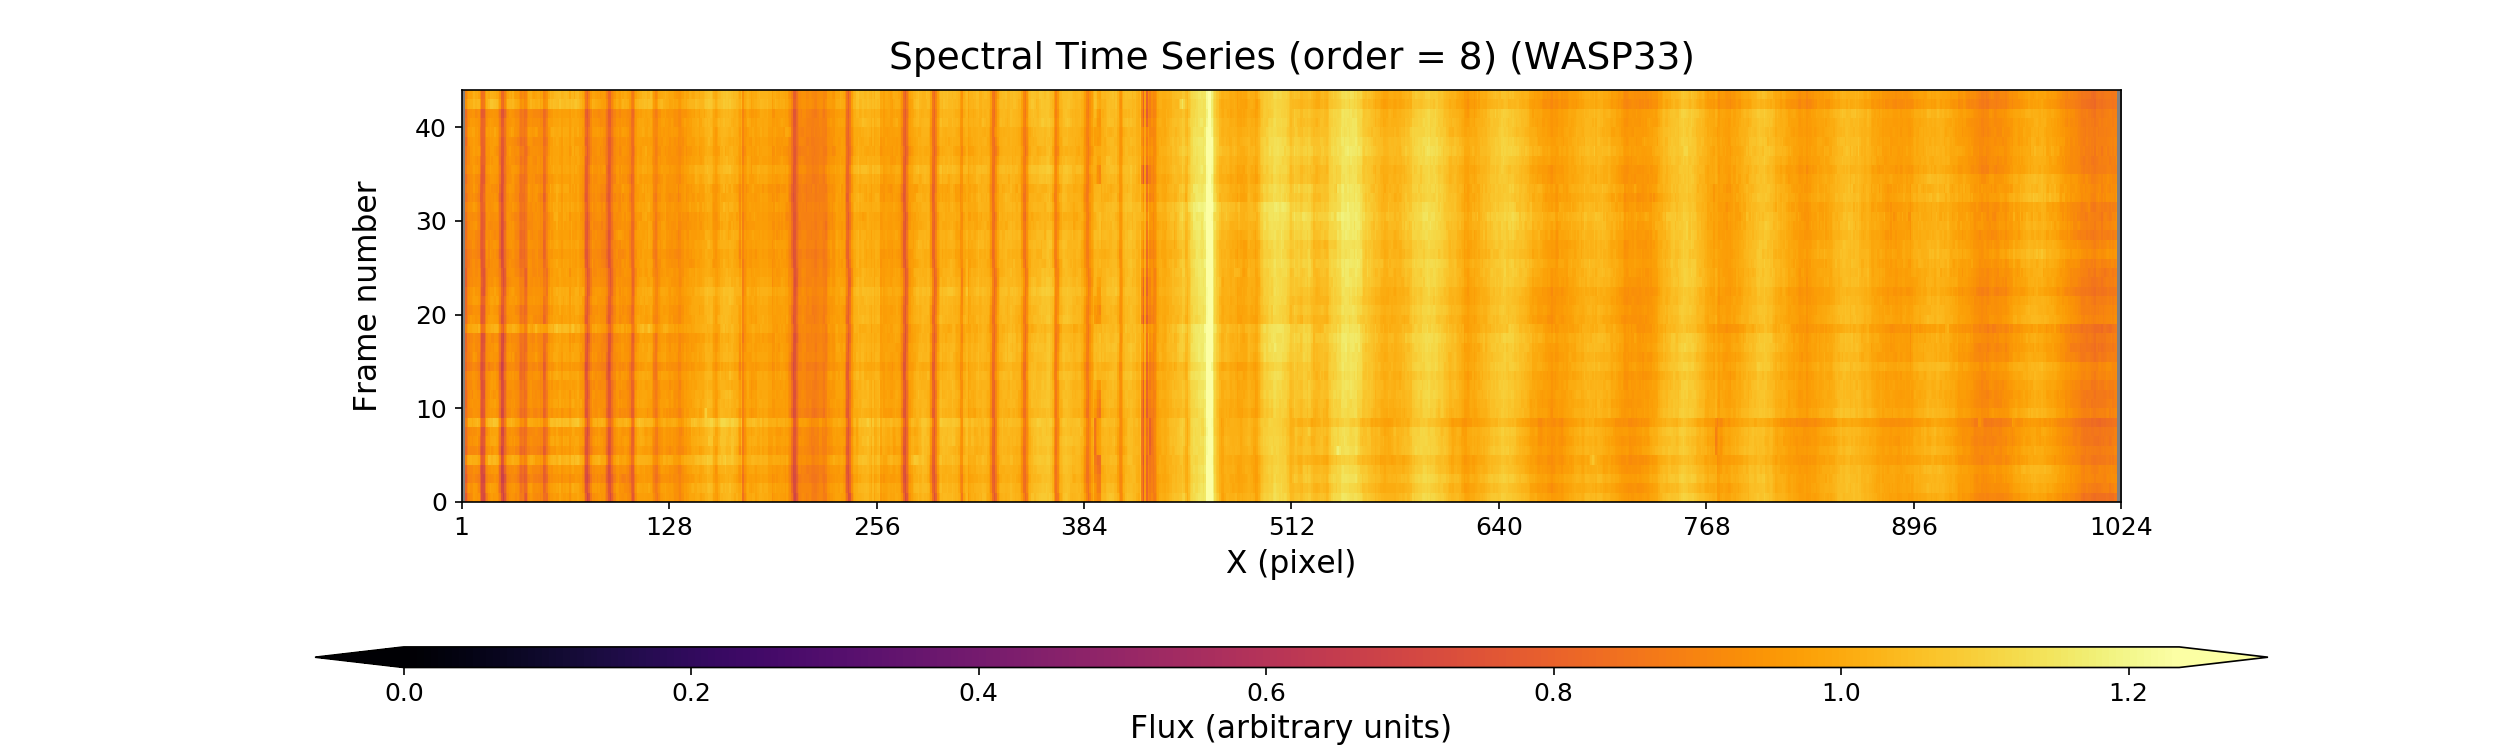 Spectral Time Series (order = 8) (WASP33)
40
30
20
10
0
Frame number
1 128 256 384 512 640 768 896 1024
X (pixel)
0.0 0.2 0.4 0.6 0.8 1.0 1.2
Flux (arbitrary units)